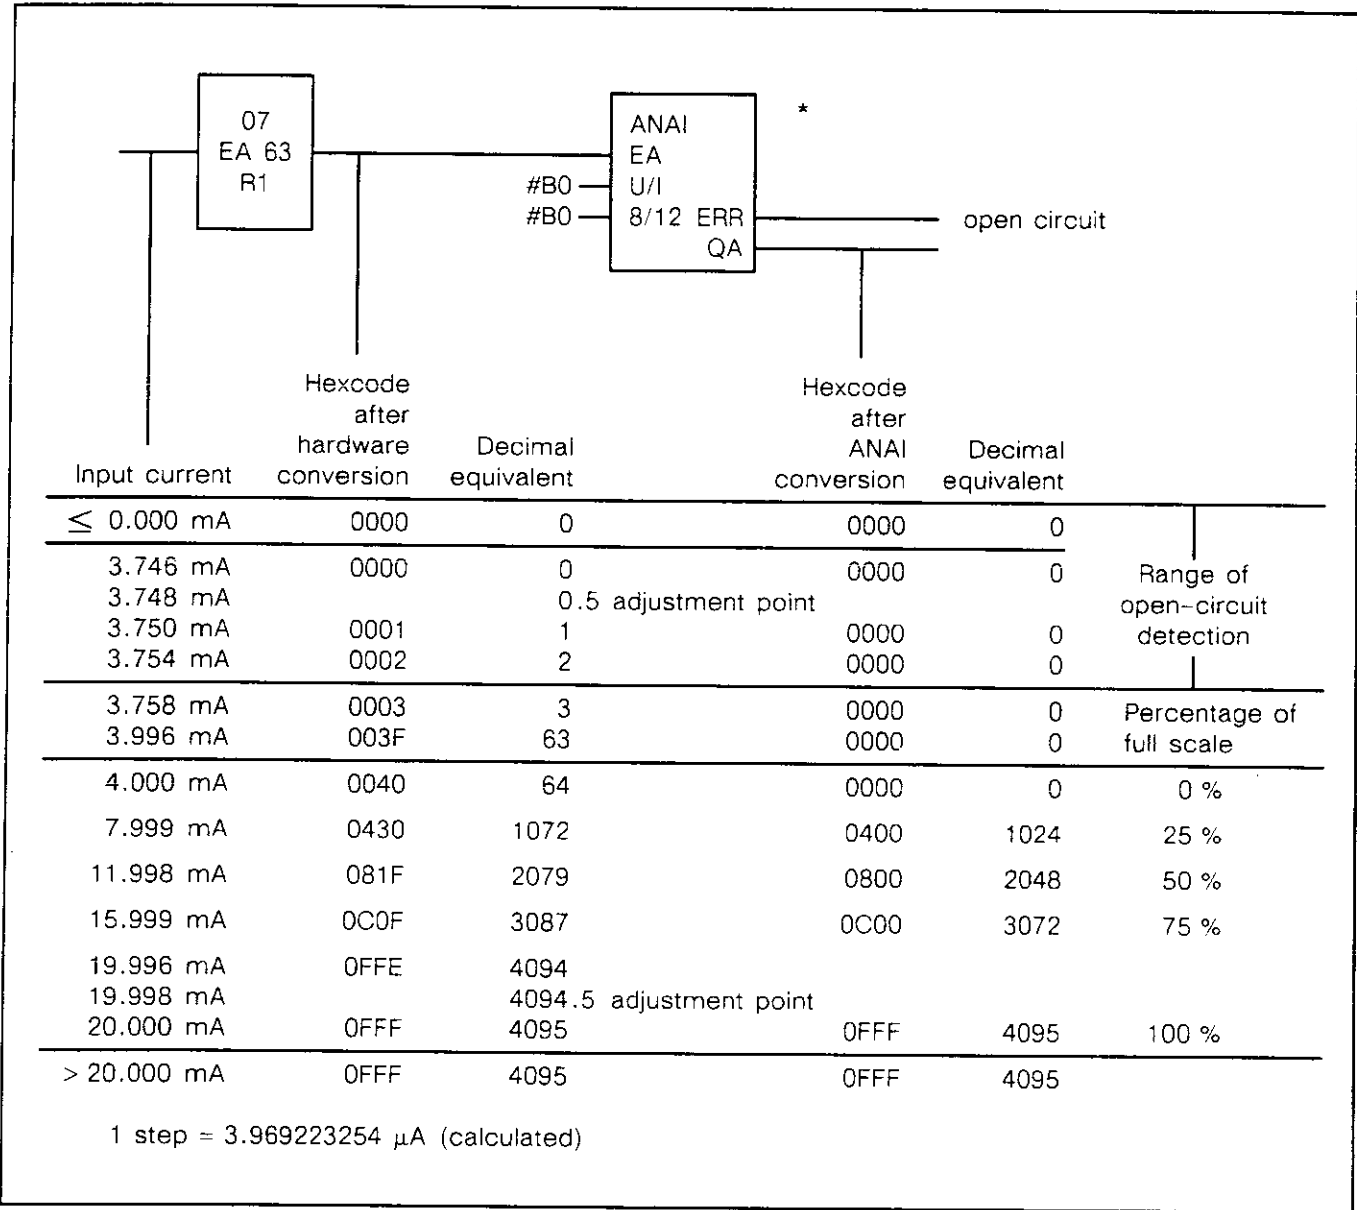 07
EA 63
R1
*
ANAI
EA
#B0 U/I
#B0 8/12 ERR
QA
open circuit
Hexcode
after
hardware
conversion
Decimal
equivalent
Hexcode
after
ANAI
conversion
Decimal
equivalent
Input current
≤ 0.000 mA 0000 0 0000 0
3.746 mA 0000 0 0000 0 Range of
3.748 mA 0.5 adjustment point open-circuit
3.750 mA 0001 1 0000 0 detection
3.754 mA 0002 2 0000 0
3.758 mA 0003 3 0000 0 Percentage of
3.996 mA 003F 63 0000 0 full scale
4.000 mA 0040 64 0000 0 0 %
7.999 mA 0430 1072 0400 1024 25 %
11.998 mA 081F 2079 0800 2048 50 %
15.999 mA 0C0F 3087 0C00 3072 75 %
19.996 mA 0FFE 4094
19.998 mA 4094.5 adjustment point
20.000 mA 0FFF 4095 0FFF 4095 100 %
> 20.000 mA 0FFF 4095 0FFF 4095
1 step = 3.969223254 μA (calculated)